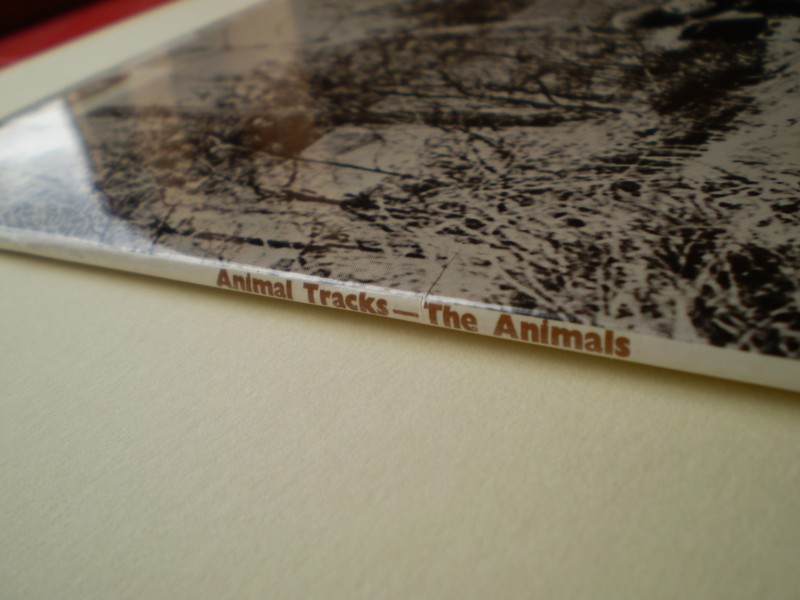 Animal Tracks — The Animals